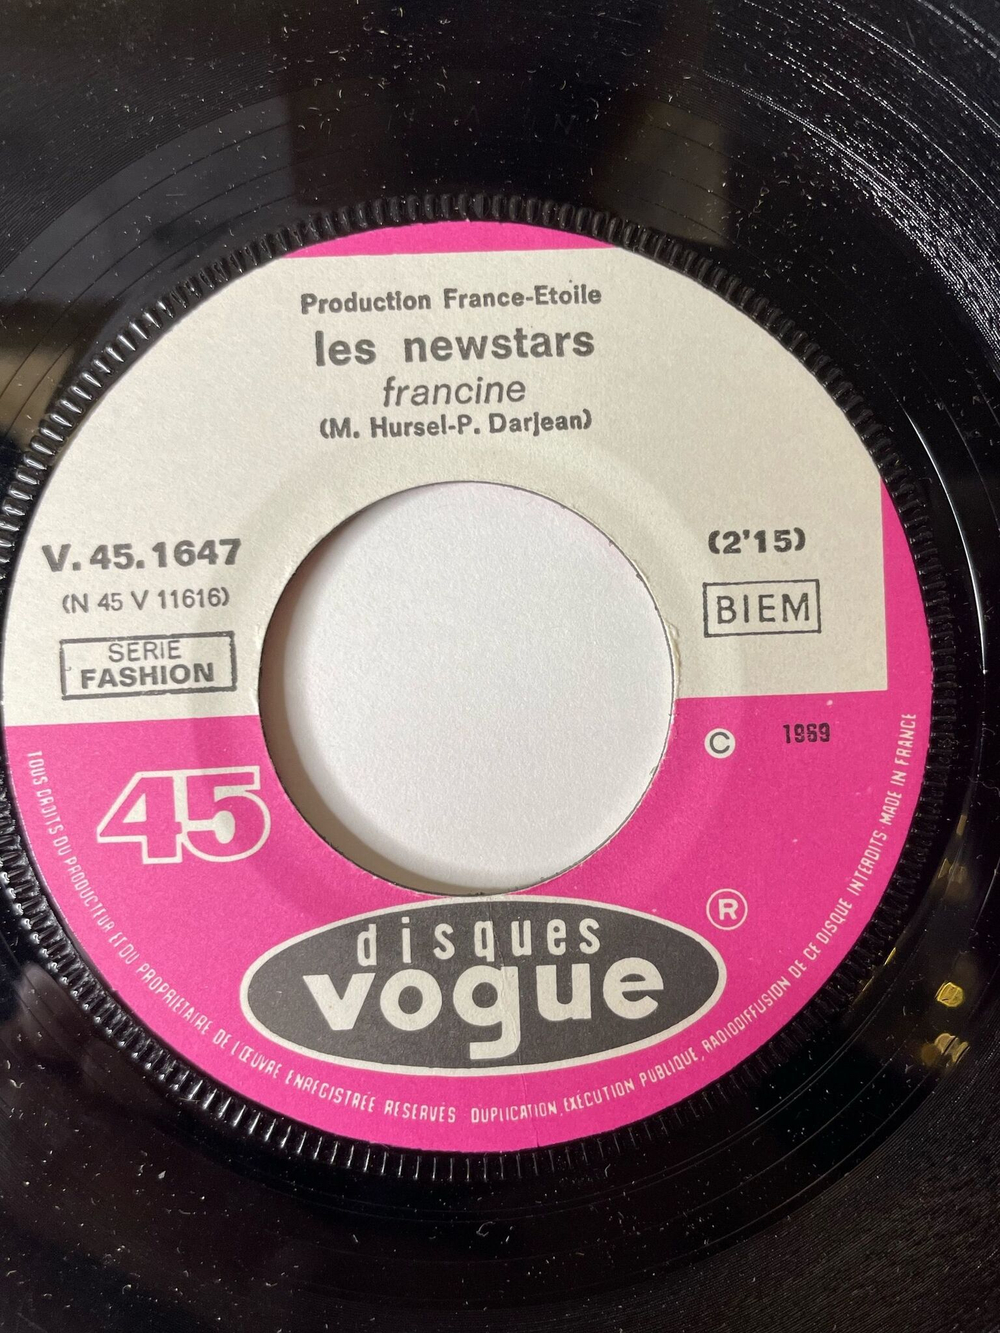 Production France-Etoile
les newstars
francine
(M. Hursel-P. Darjean)
V. 45. 1647
(N 45 V 11616)
SERIE
FASHION
(2'15)
BIEM
© 1969
45
®
disques
vogue
TOUS DROITS DU PRODUCTEUR ET DU PROPRIETAIRE DE L'ŒUVRE ENREGISTREE RESERVES DUPLICATION, EXECUTION PUBLIQUE, RADIODIFFUSION DE CE DISQUE INTERDITS · MADE IN FRANCE